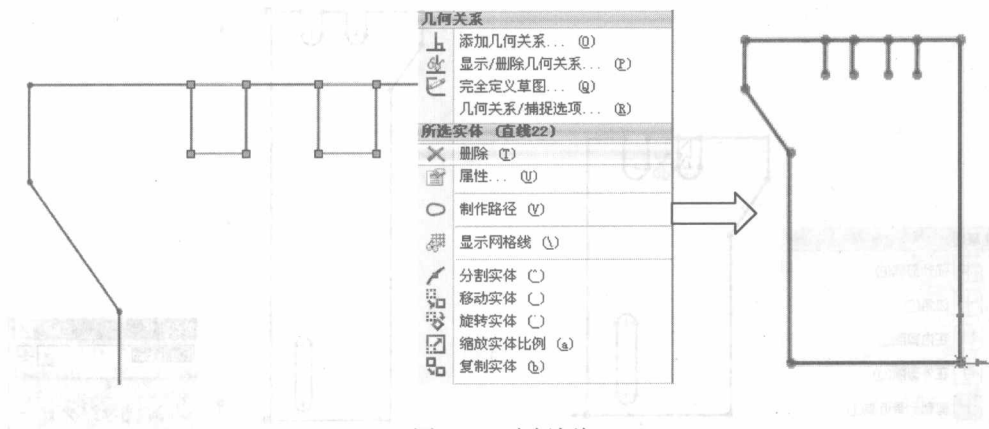 几何关系
添加几何关系... (O)
显示/删除几何关系... (P)
完全定义草图... (Q)
几何关系/捕捉选项... (R)
所选实体 (直线22)
删除 (T)
属性... (U)
制作路径 (V)
显示网格线 (\)
分割实体 (^)
移动实体 (_)
旋转实体 (`)
缩放实体比例 (a)
复制实体 (b)